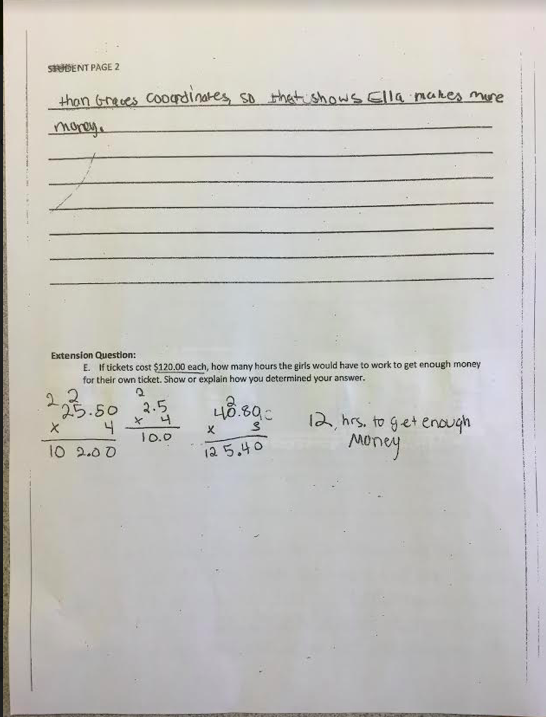 STUDENT PAGE 2
than Graces Cooordinates, so that shows Ella makes more
money.
Extension Question:
E. If tickets cost $120.00 each, how many hours the girls would have to work to get enough money
for their own ticket. Show or explain how you determined your answer.
2 2
25.50
x 4
10 2.00
2
2.5
x 4
10.0
2
x 3
12 5.40
12 hrs. to get enough
Money